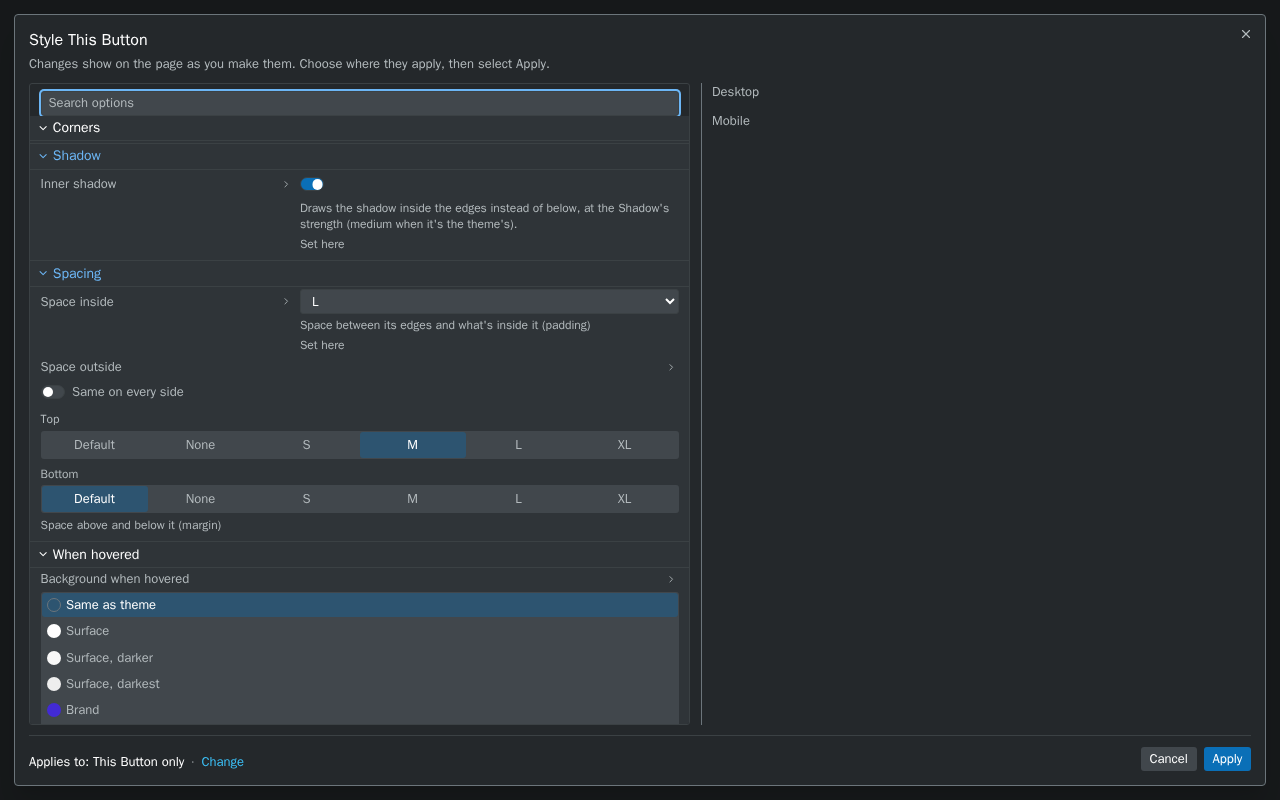 Style This Button
Changes show on the page as you make them. Choose where they apply, then select Apply.
Search options
Corners
Shadow
Inner shadow
Draws the shadow inside the edges instead of below, at the Shadow's
strength (medium when it's the theme's).
Set here
Spacing
Space inside
L
Space between its edges and what's inside it (padding)
Set here
Space outside
Same on every side
Top
Default None S M L XL
Bottom
Default None S M L XL
Space above and below it (margin)
When hovered
Background when hovered
Same as theme
Surface
Surface, darker
Surface, darkest
Brand
Desktop
Mobile
Applies to: This Button only · Change
Cancel Apply